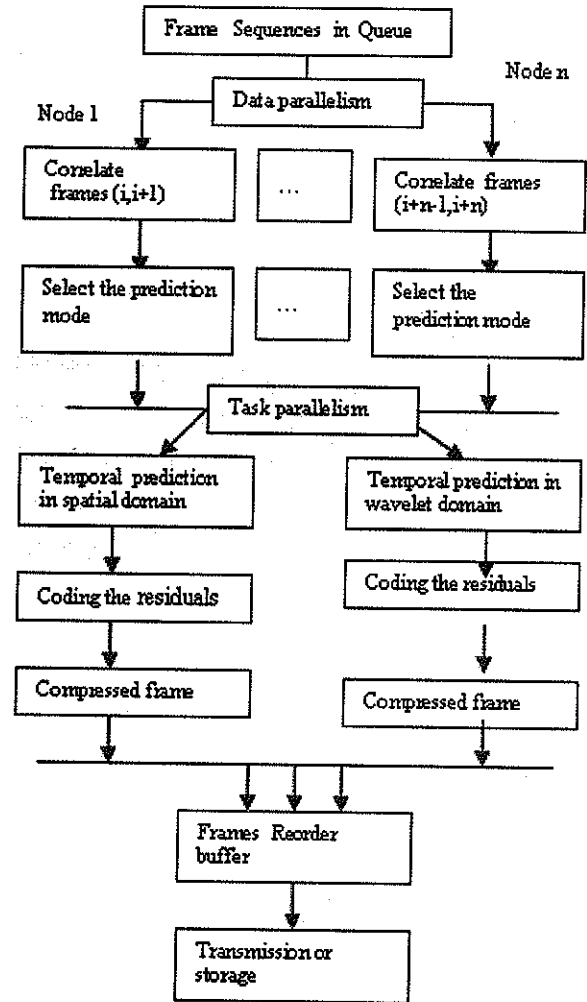 Frame Sequences in Queue
Node n
Data parallelism
Node 1
Correlate
frames (i,i+1)
...
Correlate frames
(i+n-1,i+n)
Select the prediction
mode
...
Select the
prediction mode
Task parallelism
Temporal prediction
in spatial domain
Temporal prediction in
wavelet domain
Coding the residuals
Coding the residuals
Compressed frame
Compressed frame
Frames Reorder
buffer
Transmission or
storage